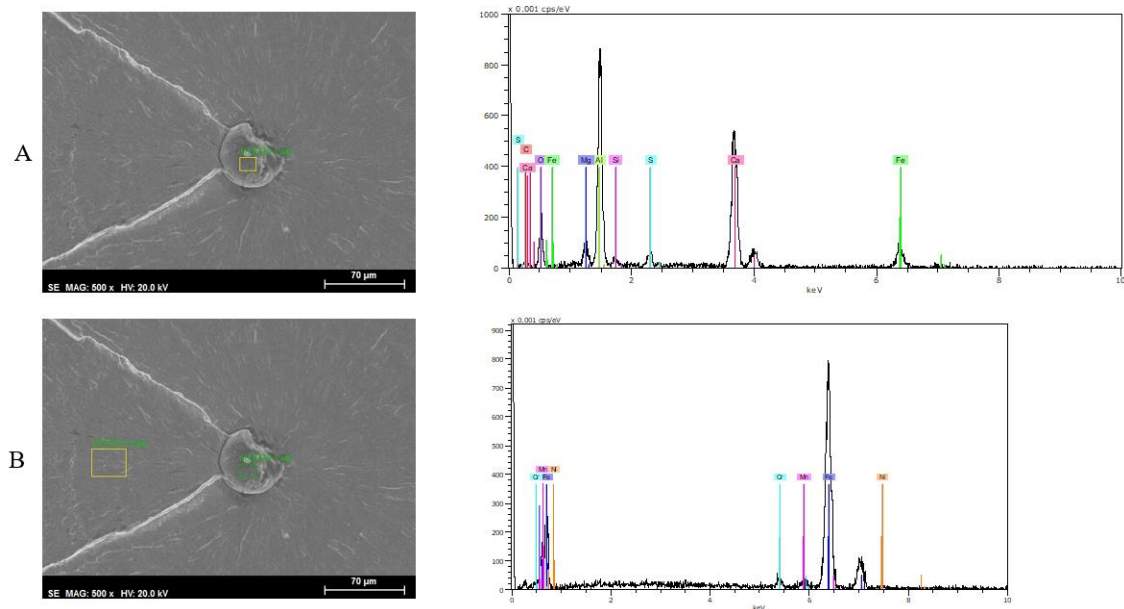 A
70 µm
SE MAG: 500 x HV: 20.0 kV
x 0.001 cps/eV
1000
800
600
400
200
0
S
C
Ca
O
Fe
Mg
Al
Si
S
Ca
Fe
0 2 4 6 8 10
keV
B
70 µm
SE MAG: 500 x HV: 20.0 kV
x 0.001 cps/eV
900
800
700
600
500
400
300
200
100
0
Mn
Ni
Cr
Fe
Cr
Mn
Fe
Ni
0 2 4 6 8 10
keV